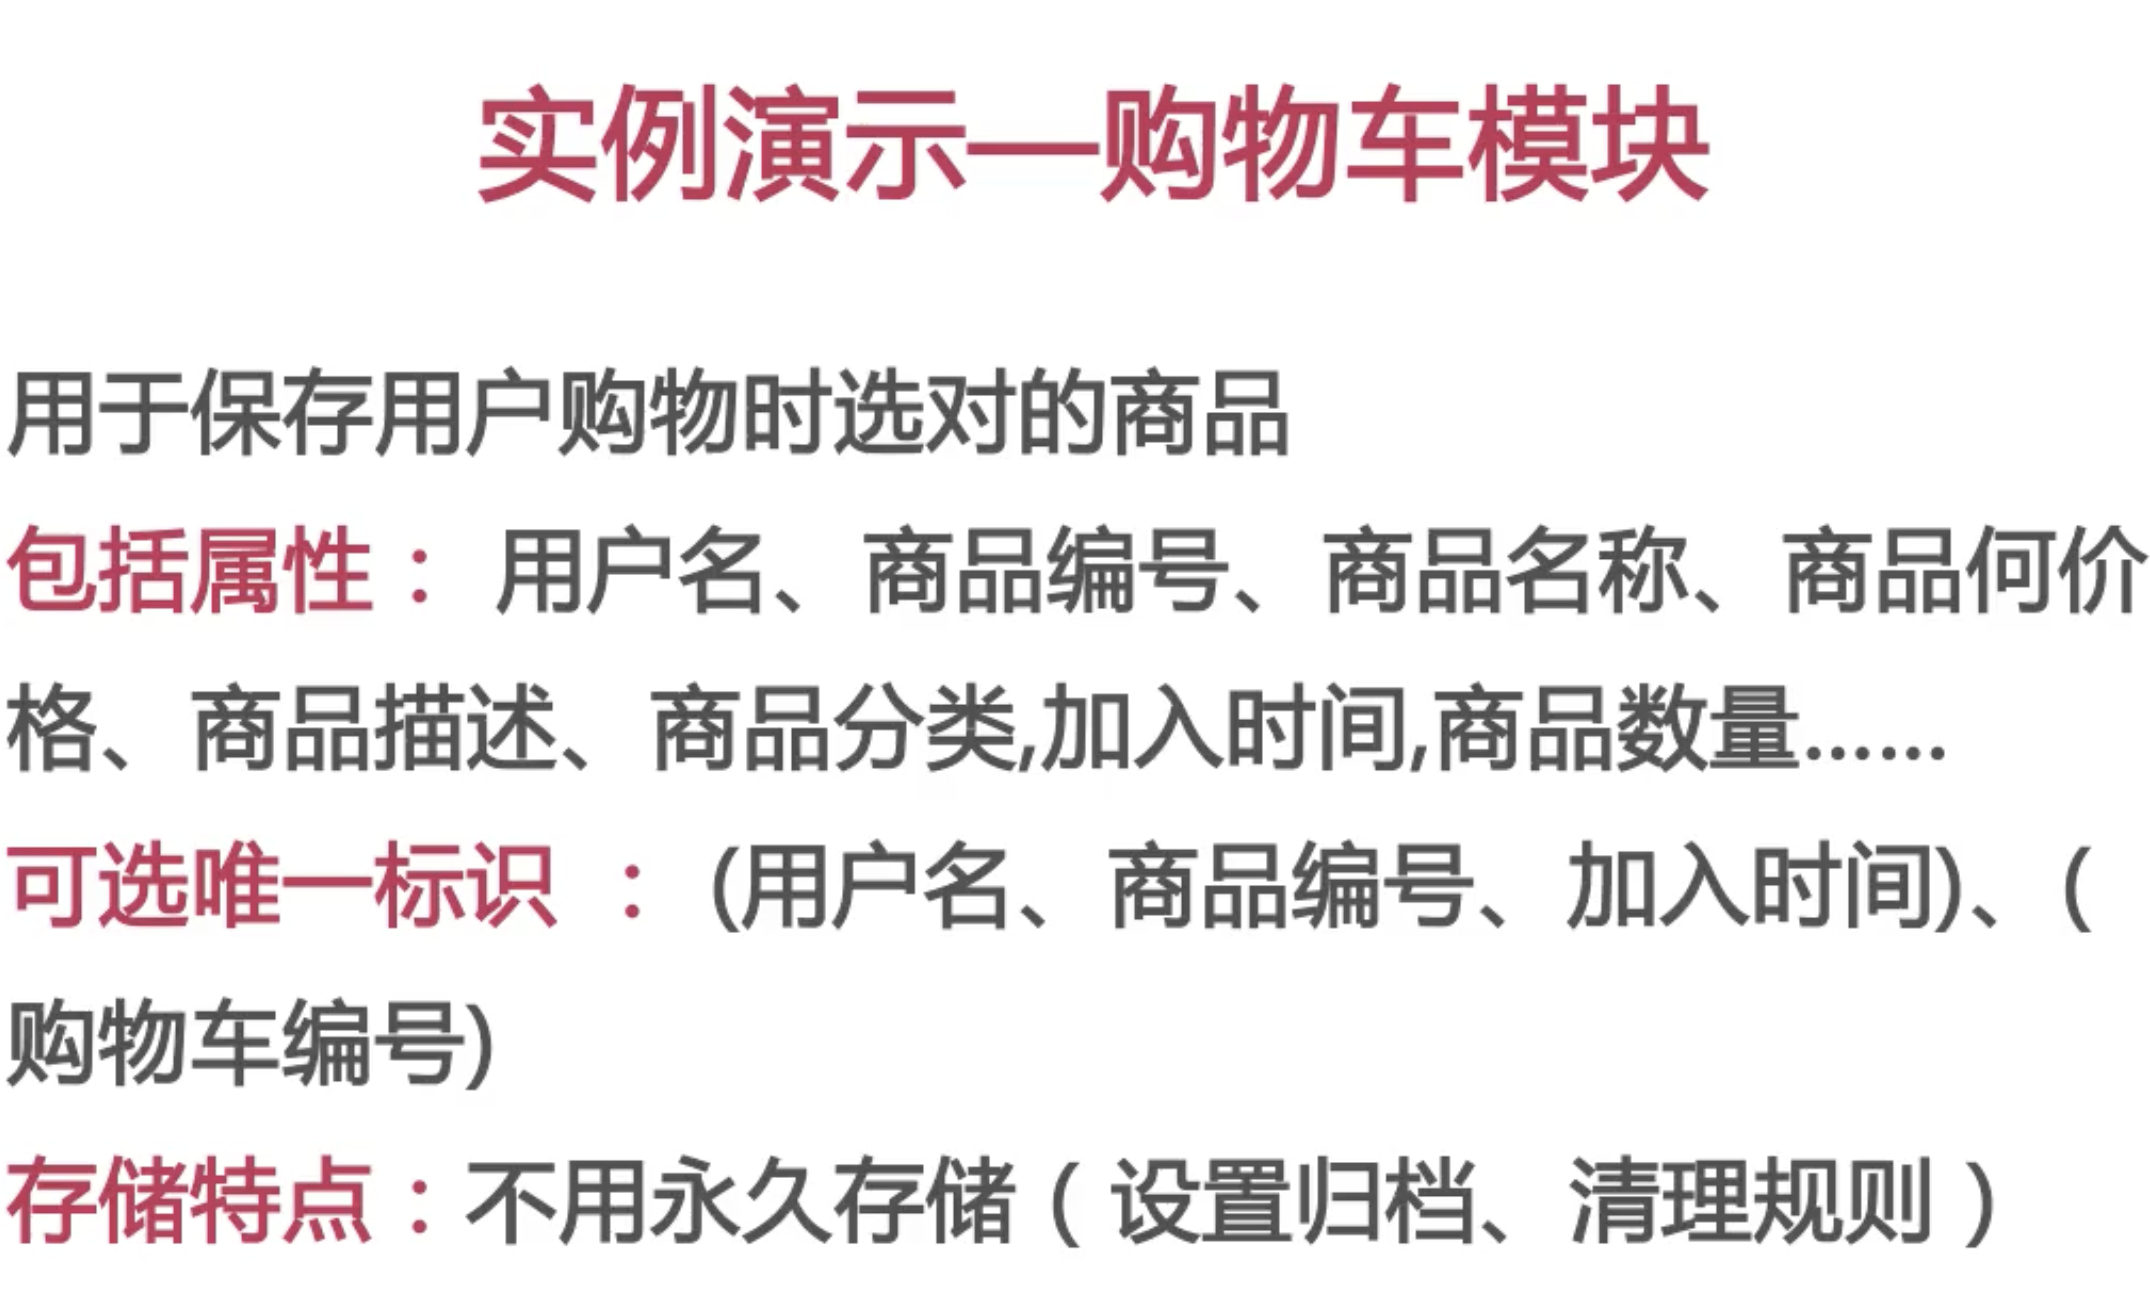 实例演示—购物车模块
用于保存用户购物时选对的商品
包括属性： 用户名、商品编号、商品名称、商品何价
格、商品描述、商品分类,加入时间,商品数量......
可选唯一标识 ： (用户名、商品编号、加入时间)、(
购物车编号)
存储特点：不用永久存储（设置归档、清理规则）